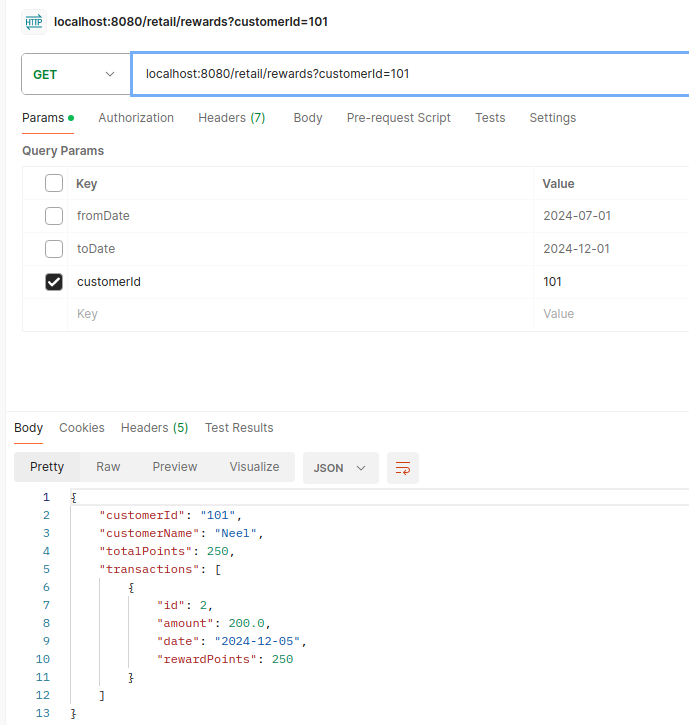 HTTP localhost:8080/retail/rewards?customerId=101
GET localhost:8080/retail/rewards?customerId=101
Params Authorization Headers (7) Body Pre-request Script Tests Settings
Query Params
Key Value
fromDate 2024-07-01
toDate 2024-12-01
customerId 101
Key Value
Body Cookies Headers (5) Test Results
Pretty Raw Preview Visualize JSON
1 {
2 "customerId": "101",
3 "customerName": "Neel",
4 "totalPoints": 250,
5 "transactions": [
6 {
7 "id": 2,
8 "amount": 200.0,
9 "date": "2024-12-05",
10 "rewardPoints": 250
11 }
12 ]
13 }